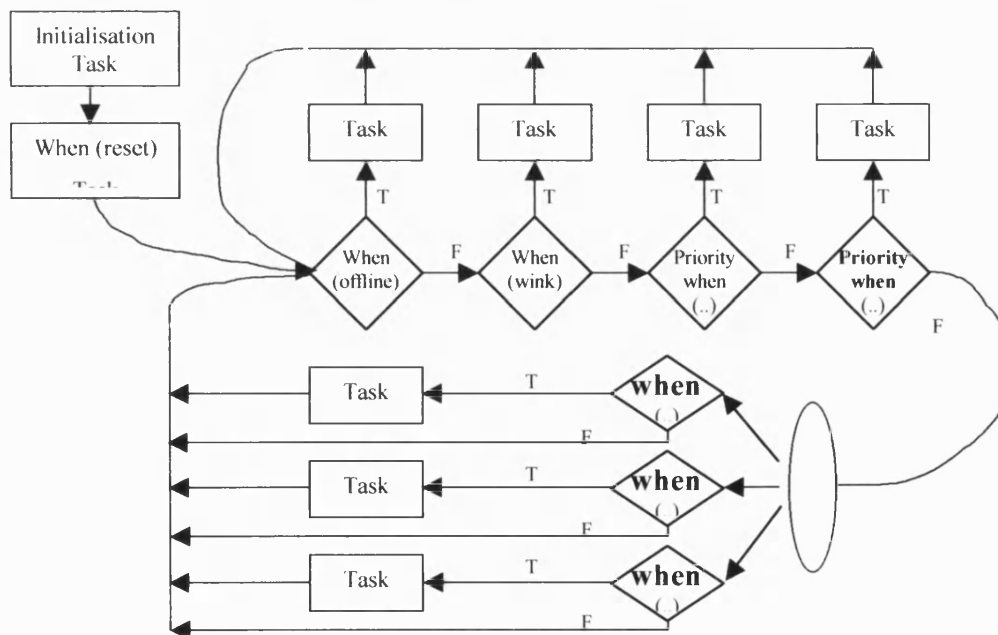 Initialisation
Task
When (reset)
Task
Task
Task
Task
T
T
T
T
When
(offline)
F
When
(wink)
F
Priority
when
(..)
F
Priority
when
(..)
F
Task
T
when
(..)
F
Task
T
when
(..)
F
Task
T
when
(..)
F